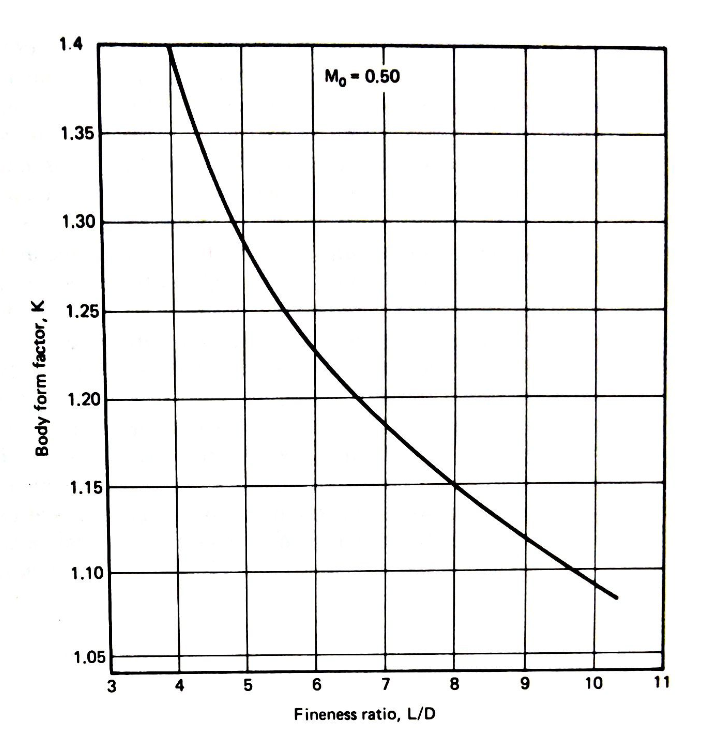 1.4
M₀ = 0.50
1.35
1.30
1.25
1.20
1.15
1.10
1.05
Body form factor, K
3 4 5 6 7 8 9 10 11
Fineness ratio, L/D